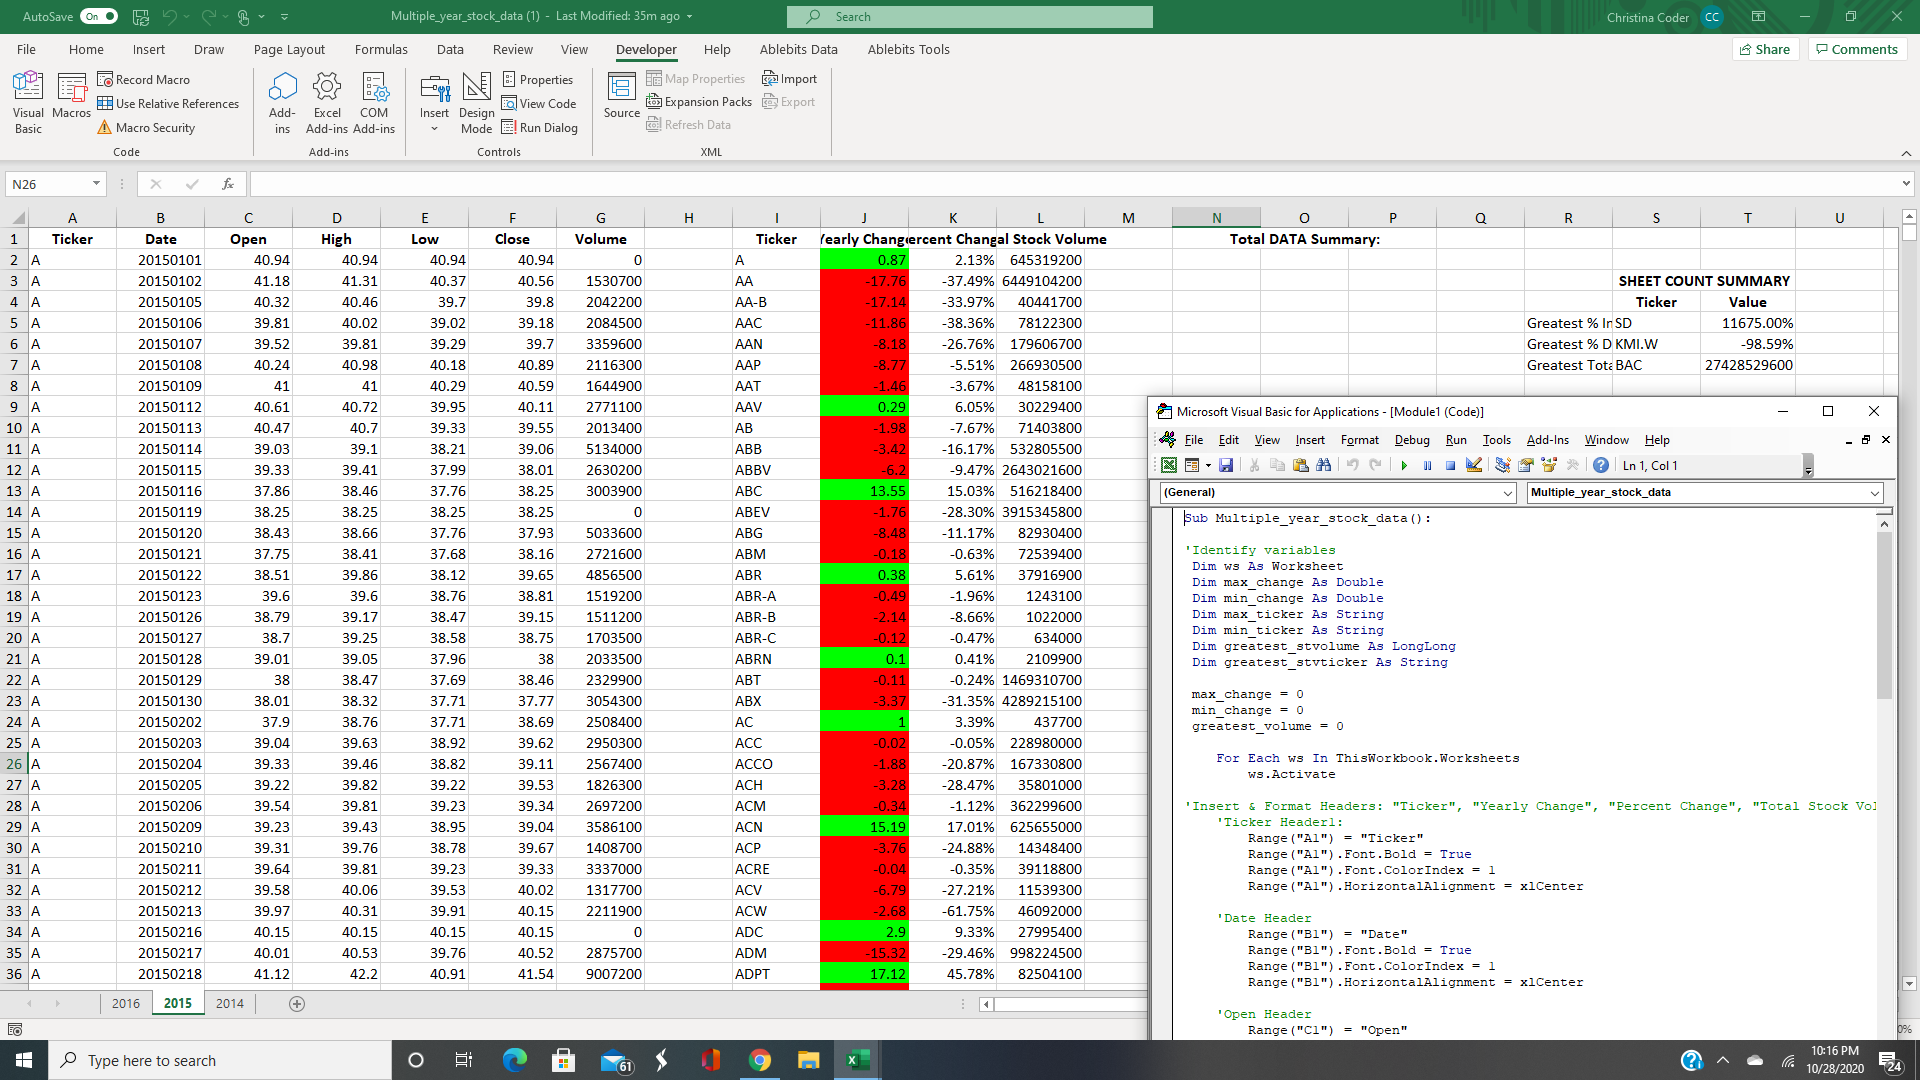 AutoSave On Multiple_year_stock_data (1) - Last Modified: 35m ago Search Christina Coder CC
File Home Insert Draw Page Layout Formulas Data Review View Developer Help Ablebits Data Ablebits Tools Share Comments
Visual Basic
Macros
Record Macro
Use Relative References
Macro Security
Code
Add-ins
Excel Add-ins
COM Add-ins
Add-ins
Insert
Design Mode
Properties
View Code
Run Dialog
Controls
Source
Map Properties
Expansion Packs
Refresh Data
Import
Export
XML
N26 fx
A B C D E F G H I J K L M N O P Q R S T U
1 Ticker Date Open High Low Close Volume Ticker Yearly Change ercent Chang al Stock Volume Total DATA Summary:
2 A 20150101 40.94 40.94 40.94 40.94 0 A 0.87 2.13% 645319200
3 A 20150102 41.18 41.31 40.37 40.56 1530700 AA -17.76 -37.49% 6449104200 SHEET COUNT SUMMARY
4 A 20150105 40.32 40.46 39.7 39.8 2042200 AA-B -17.14 -33.97% 40441700 Ticker Value
5 A 20150106 39.81 40.02 39.02 39.18 2084500 AAC -11.86 -38.36% 78122300 Greatest % In SD 11675.00%
6 A 20150107 39.52 39.81 39.29 39.7 3359600 AAN -8.18 -26.76% 179606700 Greatest % D KMI.W -98.59%
7 A 20150108 40.24 40.98 40.18 40.89 2116300 AAP -8.77 -5.51% 266930500 Greatest Tota BAC 27428529600
8 A 20150109 41 41 40.29 40.59 1644900 AAT -1.46 -3.67% 48158100
9 A 20150112 40.61 40.72 39.95 40.11 2771100 AAV 0.29 6.05% 30229400
10 A 20150113 40.47 40.7 39.33 39.55 2013400 AB -1.98 -7.67% 71403800
11 A 20150114 39.03 39.1 38.21 39.06 5134000 ABB -3.42 -16.17% 532805500
12 A 20150115 39.33 39.41 37.99 38.01 2630200 ABBV -6.2 -9.47% 2643021600
13 A 20150116 37.86 38.46 37.76 38.25 3003900 ABC 13.55 15.03% 516218400
14 A 20150119 38.25 38.25 38.25 38.25 0 ABEV -1.76 -28.30% 3915345800
15 A 20150120 38.43 38.66 37.76 37.93 5033600 ABG -8.48 -11.17% 82930400
16 A 20150121 37.75 38.41 37.68 38.16 2721600 ABM -0.18 -0.63% 72539400
17 A 20150122 38.51 39.86 38.12 39.65 4856500 ABR 0.38 5.61% 37916900
18 A 20150123 39.6 39.6 38.76 38.81 1519200 ABR-A -0.49 -1.96% 1243100
19 A 20150126 38.79 39.17 38.47 39.15 1511200 ABR-B -2.14 -8.66% 1022000
20 A 20150127 38.7 39.25 38.58 38.75 1703500 ABR-C -0.12 -0.47% 634000
21 A 20150128 39.01 39.05 37.96 38 2033500 ABRN 0.1 0.41% 2109900
22 A 20150129 38 38.47 37.69 38.46 2329900 ABT -0.11 -0.24% 1469310700
23 A 20150130 38.01 38.32 37.71 37.77 3054300 ABX -3.37 -31.35% 4289215100
24 A 20150202 37.9 38.76 37.71 38.69 2508400 AC 1 3.39% 437700
25 A 20150203 39.04 39.63 38.92 39.62 2950300 ACC -0.02 -0.05% 228980000
26 A 20150204 39.33 39.46 38.82 39.11 2567400 ACCO -1.88 -20.87% 167330800
27 A 20150205 39.22 39.82 39.22 39.53 1826300 ACH -3.28 -28.47% 35801000
28 A 20150206 39.54 39.81 39.23 39.34 2697200 ACM -0.34 -1.12% 362299600
29 A 20150209 39.23 39.43 38.95 39.04 3586100 ACN 15.19 17.01% 625655000
30 A 20150210 39.31 39.76 38.78 39.67 1408700 ACP -3.76 -24.88% 14348400
31 A 20150211 39.64 39.81 39.23 39.33 3337000 ACRE -0.04 -0.35% 39118800
32 A 20150212 39.58 40.06 39.53 40.02 1317700 ACV -6.79 -27.21% 11539300
33 A 20150213 39.97 40.31 39.91 40.15 2211900 ACW -2.68 -61.75% 46092000
34 A 20150216 40.15 40.15 40.15 40.15 0 ADC 2.9 9.33% 27995400
35 A 20150217 40.01 40.53 39.76 40.52 2875700 ADM -15.32 -29.46% 998224500
36 A 20150218 41.12 42.2 40.91 41.54 9007200 ADPT 17.12 45.78% 82504100
2016 2015 2014
0%
Microsoft Visual Basic for Applications - [Module1 (Code)]
File Edit View Insert Format Debug Run Tools Add-Ins Window Help
Ln 1, Col 1
(General) Multiple_year_stock_data
Sub Multiple_year_stock_data():
'Identify variables
Dim ws As Worksheet
Dim max_change As Double
Dim min_change As Double
Dim max_ticker As String
Dim min_ticker As String
Dim greatest_stvolume As LongLong
Dim greatest_stvticker As String
max_change = 0
min_change = 0
greatest_volume = 0
For Each ws In ThisWorkbook.Worksheets
ws.Activate
'Insert & Format Headers: "Ticker", "Yearly Change", "Percent Change", "Total Stock Vol
'Ticker Header1:
Range("A1") = "Ticker"
Range("A1").Font.Bold = True
Range("A1").Font.ColorIndex = 1
Range("A1").HorizontalAlignment = xlCenter
'Date Header
Range("B1") = "Date"
Range("B1").Font.Bold = True
Range("B1").Font.ColorIndex = 1
Range("B1").HorizontalAlignment = xlCenter
'Open Header
Range("C1") = "Open"
Type here to search
61
10:16 PM
10/28/2020
24